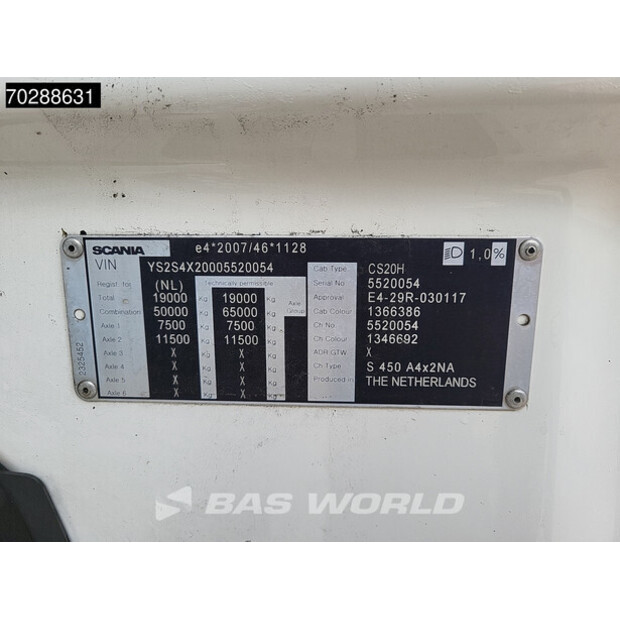 70288631
SCANIA e4*2007/46*1128 1,0%
VIN YS2S4X20005520054 Cab Type CS20H
Registr. for (NL) Technically permissible Serial No 5520054
Total 19000 Kg 19000 Kg Axle Group Approval E4-29R-030117
Combination 50000 Kg 65000 Kg Cab Colour 1366386
Axle 1 7500 Kg 7500 Kg Ch No 5520054
Axle 2 11500 Kg 11500 Kg Ch Colour 1346692
Axle 3 X Kg X Kg ADR GTW X
Axle 4 X Kg X Kg Ch Type S 450 A4x2NA
Axle 5 X Kg X Kg Produced in THE NETHERLANDS
Axle 6 X Kg X Kg
2325452
BAS WORLD